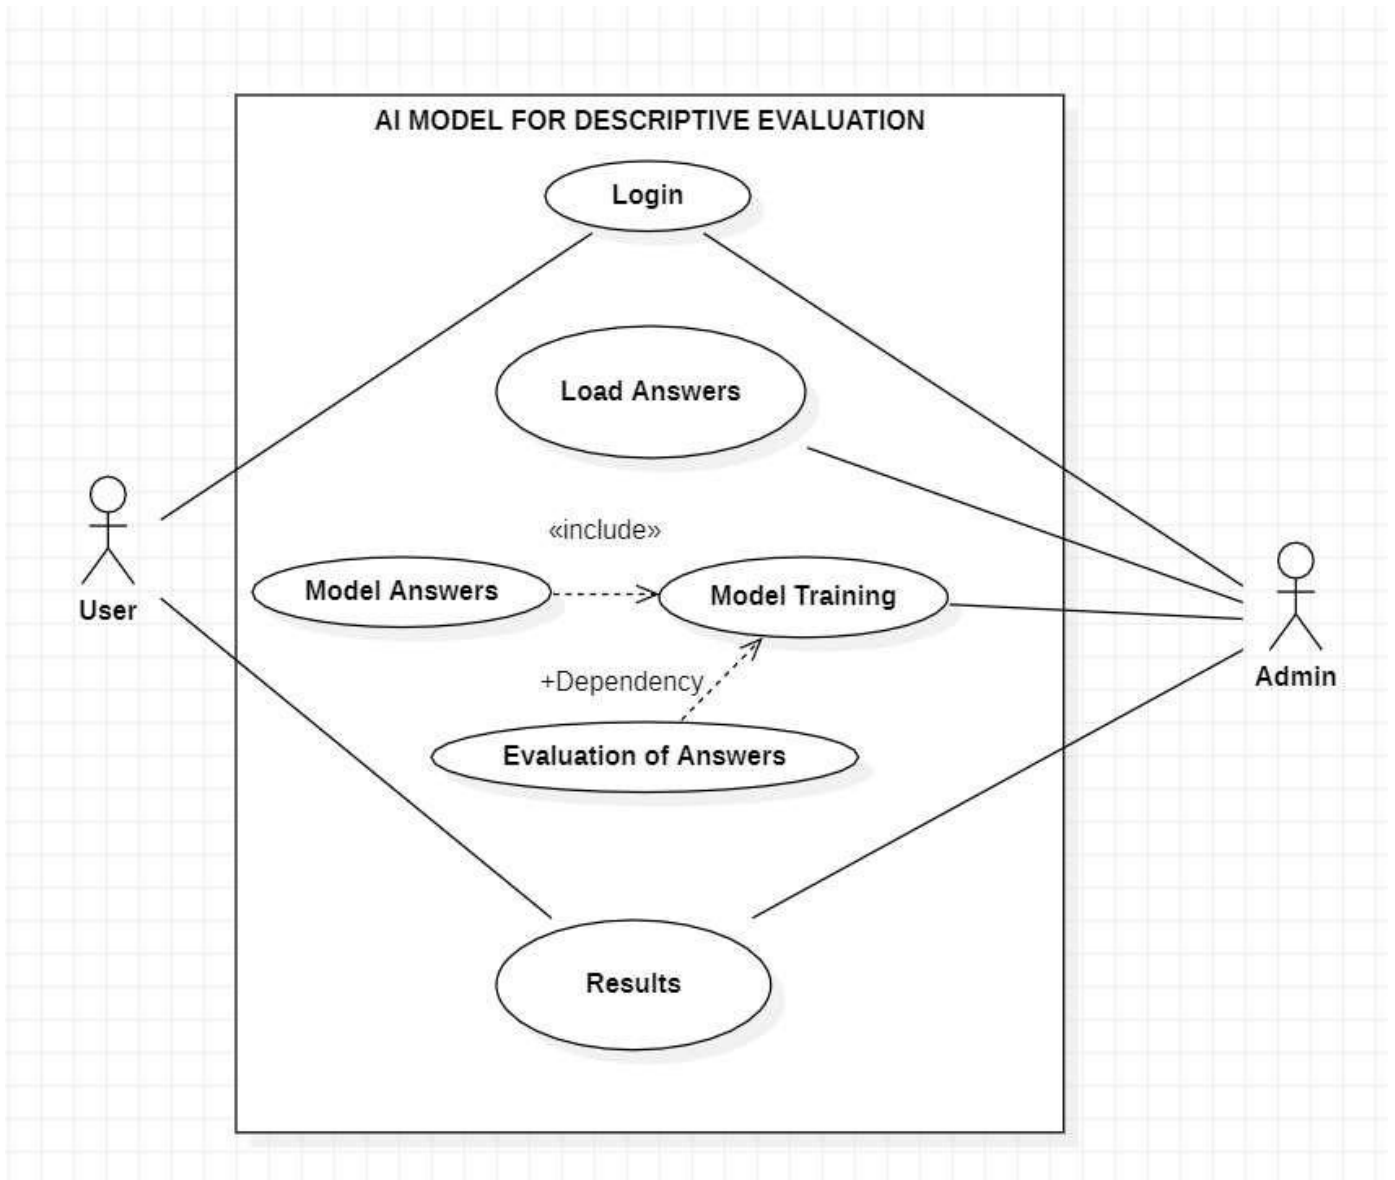 AI MODEL FOR DESCRIPTIVE EVALUATION
Login
Load Answers
«include»
Model Answers
Model Training
User
Admin
+Dependency
Evaluation of Answers
Results